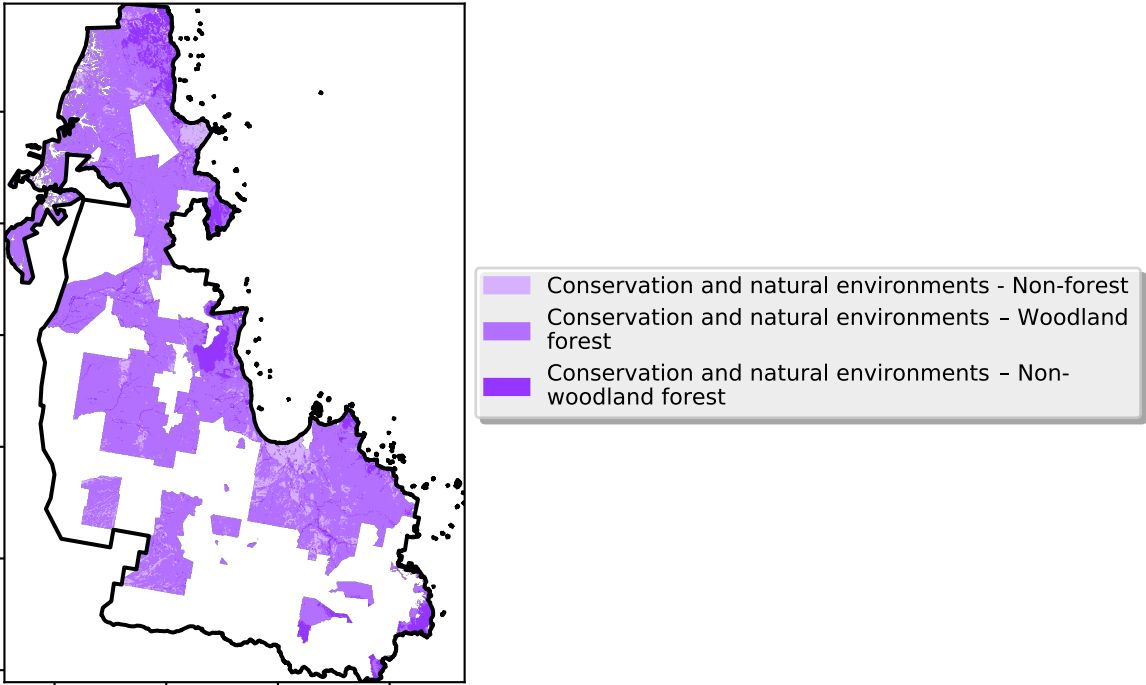 Conservation and natural environments - Non-forest
Conservation and natural environments – Woodland
forest
Conservation and natural environments – Non-
woodland forest